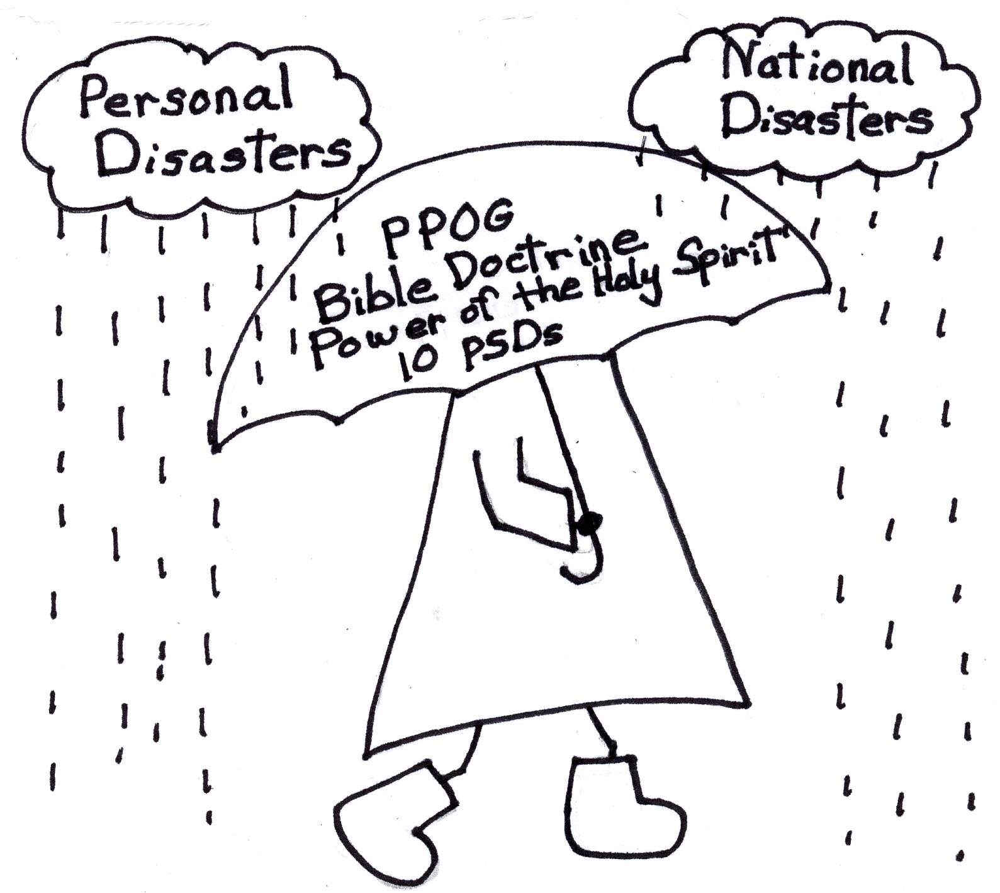 Personal
Disasters
National
Disasters
PPOG
Bible Doctrine
Power of the Holy Spirit
10 PSDs